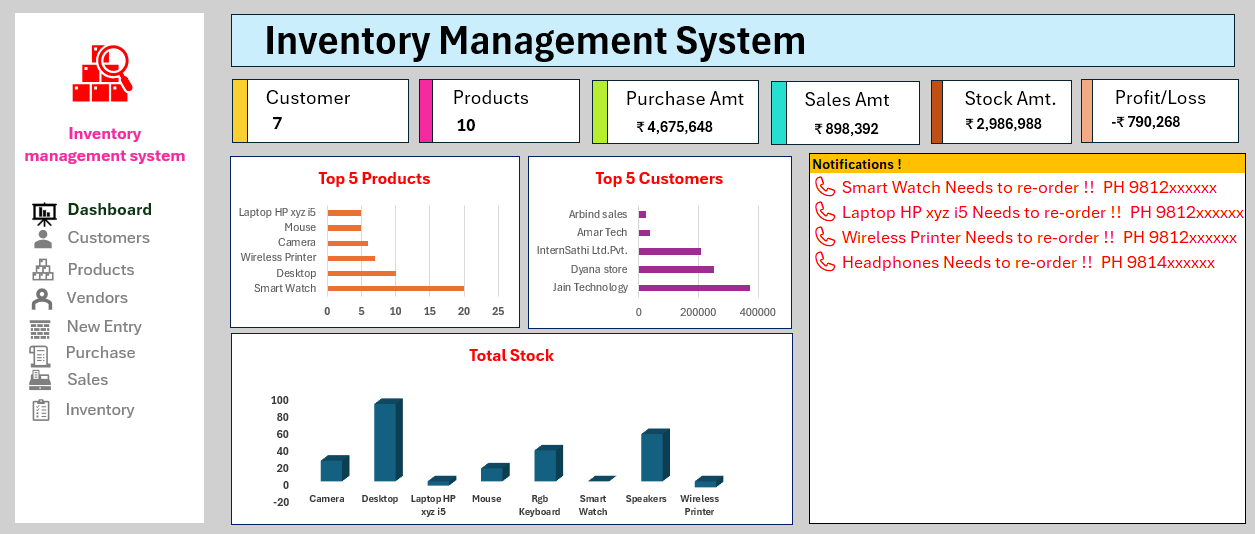 Inventory Management System
Inventory
management system
Dashboard
Customers
Products
Vendors
New Entry
Purchase
Sales
Inventory
Customer
7
Products
10
Purchase Amt
₹ 4,675,648
Sales Amt
₹ 898,392
Stock Amt.
₹ 2,986,988
Profit/Loss
-₹ 790,268
Top 5 Products
Laptop HP xyz i5
Mouse
Camera
Wireless Printer
Desktop
Smart Watch
0 5 10 15 20 25
Top 5 Customers
Arbind sales
Amar Tech
InternSathi Ltd.Pvt.
Dyana store
Jain Technology
0 200000 400000
Notifications !
Smart Watch Needs to re-order !! PH 9812xxxxxx
Laptop HP xyz i5 Needs to re-order !! PH 9812xxxxxx
Wireless Printer Needs to re-order !! PH 9812xxxxxx
Headphones Needs to re-order !! PH 9814xxxxxx
Total Stock
100
80
60
40
20
0
-20
Camera Desktop Laptop HP Mouse Rgb Smart Speakers Wireless
xyz i5 Keyboard Watch Printer